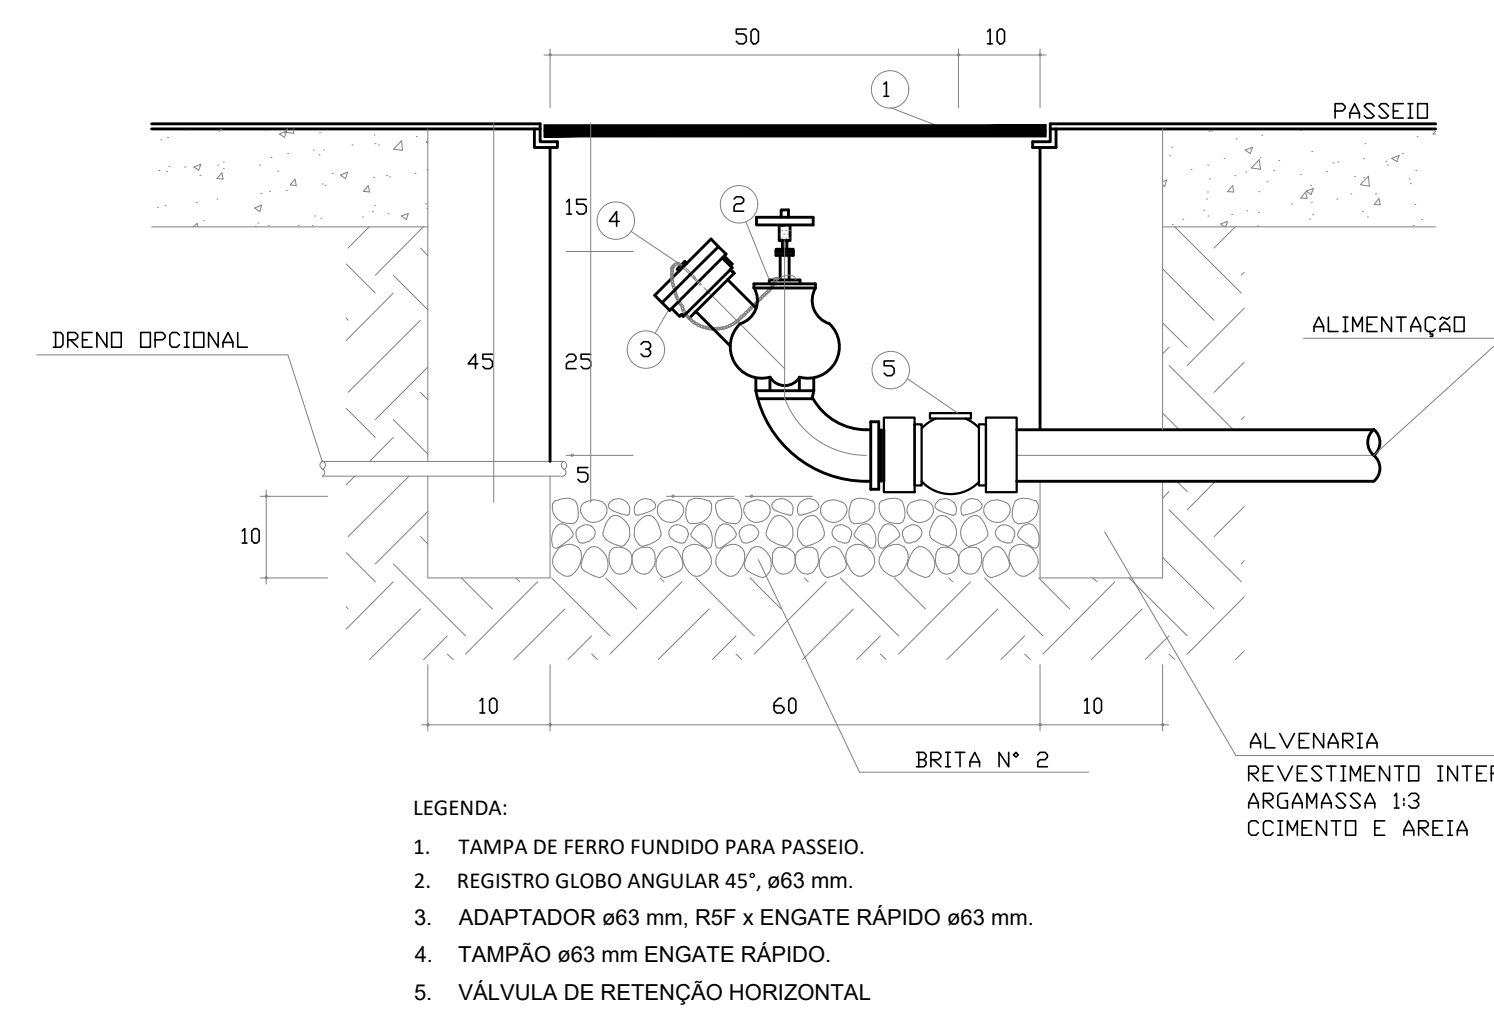 50
10
1
PASSEIO
15
4
2
DRENO OPCIONAL
3
45
25
5
ALIMENTAÇÃO
5
10
10
60
10
BRITA N° 2
ALVENARIA
REVESTIMENTO INTER
ARGAMASSA 1:3
CCIMENTO E AREIA
LEGENDA:
1. TAMPA DE FERRO FUNDIDO PARA PASSEIO.
2. REGISTRO GLOBO ANGULAR 45°, ø63 mm.
3. ADAPTADOR ø63 mm, R5F x ENGATE RÁPIDO ø63 mm.
4. TAMPÃO ø63 mm ENGATE RÁPIDO.
5. VÁLVULA DE RETENÇÃO HORIZONTAL